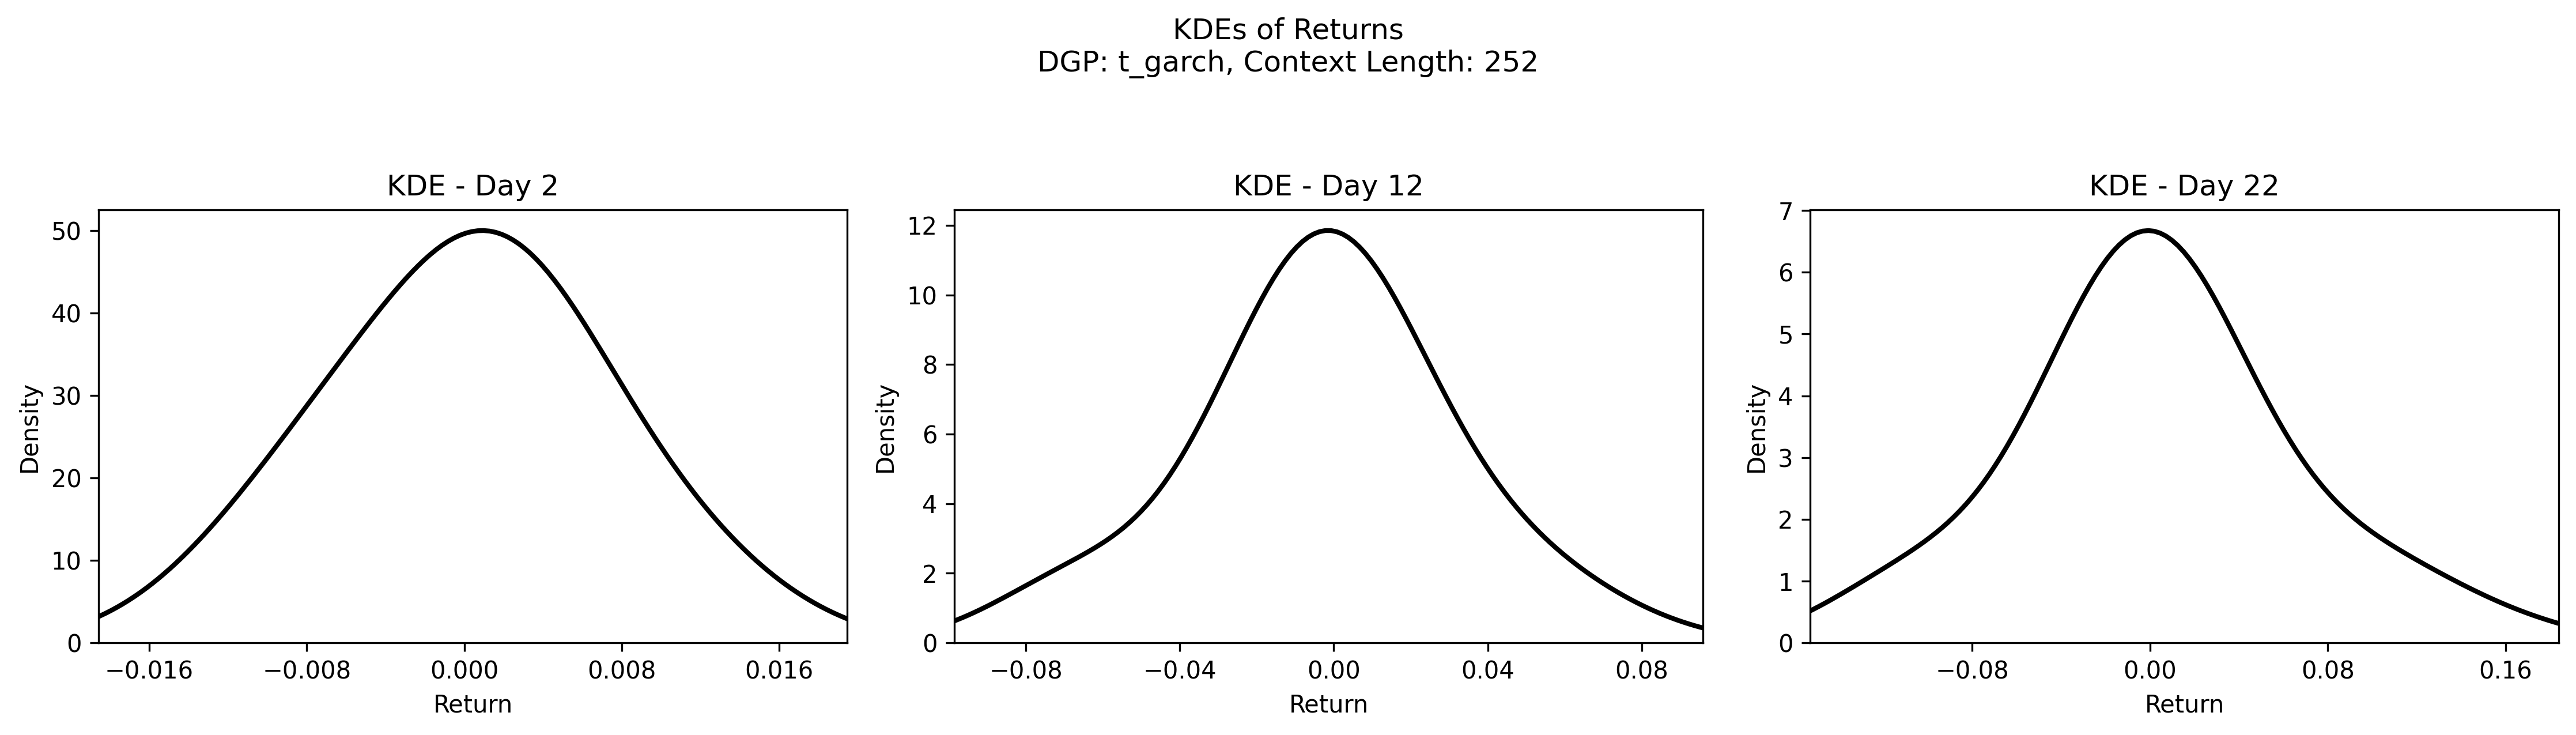 KDEs of Returns
DGP: t_garch, Context Length: 252
KDE - Day 2
50
40
30
20
10
0
Density
−0.016 −0.008 0.000 0.008 0.016
Return
KDE - Day 12
12
10
8
6
4
2
0
Density
−0.08 −0.04 0.00 0.04 0.08
Return
KDE - Day 22
7
6
5
4
3
2
1
0
Density
−0.08 0.00 0.08 0.16
Return